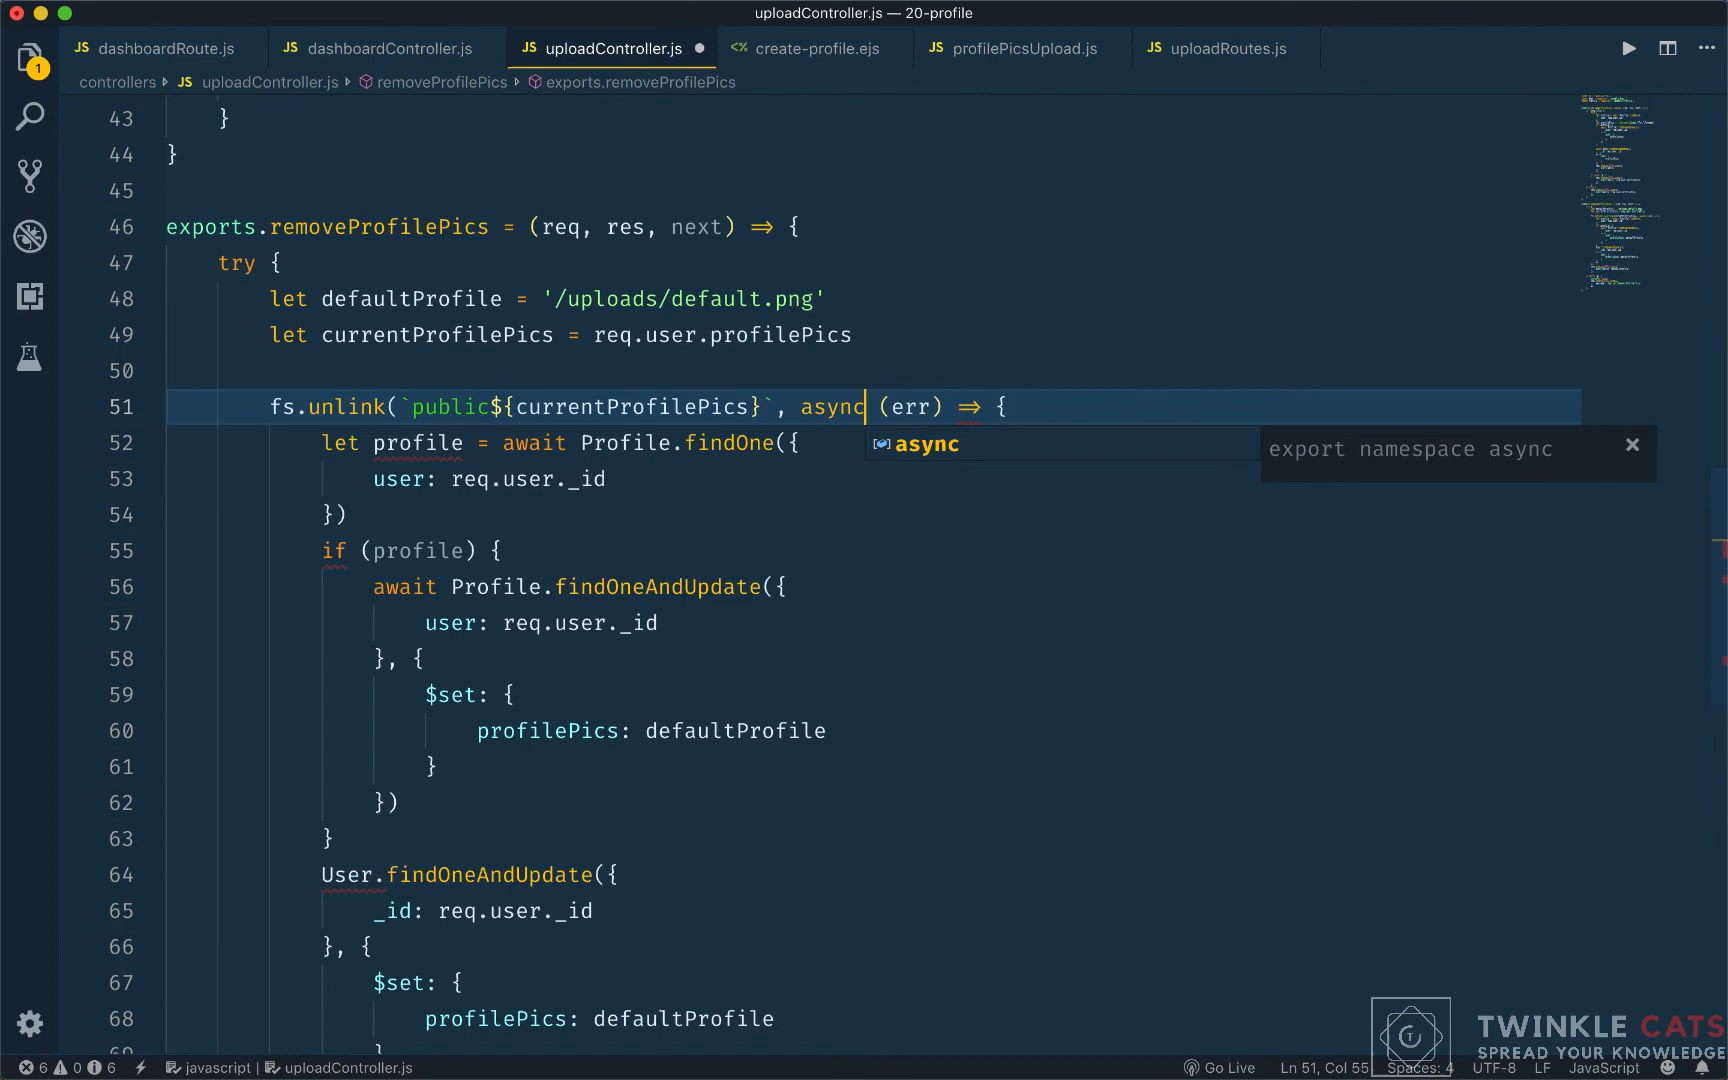 uploadController.js — 20-profile
JS dashboardRoute.js JS dashboardController.js JS uploadController.js <% create-profile.ejs JS profilePicsUpload.js JS uploadRoutes.js
controllers JS uploadController.js removeProfilePics exports.removeProfilePics
1
43 }
44 }
45
46 exports.removeProfilePics = (req, res, next) => {
47 try {
48 let defaultProfile = '/uploads/default.png'
49 let currentProfilePics = req.user.profilePics
50
51 fs.unlink(`public${currentProfilePics}`, async (err) => {
52 let profile = await Profile.findOne({
async
export namespace async
53 user: req.user._id
54 })
55 if (profile) {
56 await Profile.findOneAndUpdate({
57 user: req.user._id
58 }, {
59 $set: {
60 profilePics: defaultProfile
61 }
62 })
63 }
64 User.findOneAndUpdate({
65 _id: req.user._id
66 }, {
67 $set: {
68 profilePics: defaultProfile
69 }
TWINKLE CATS
SPREAD YOUR KNOWLEDGE
6 0 6 javascript | uploadController.js Go Live Ln 51, Col 55 Spaces: 4 UTF-8 LF JavaScript